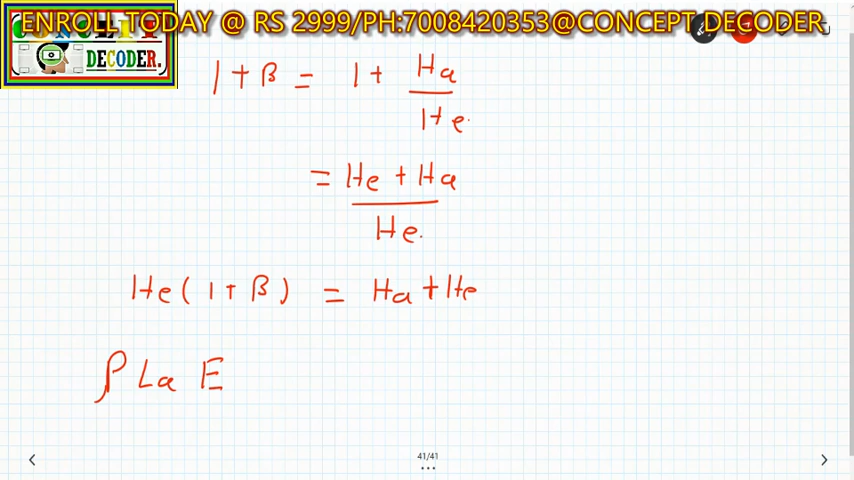 ENROLL TODAY @ RS 2999/PH:7008420353@CONCEPT DECODER.
DECODER.
1 + β = 1 + Ha / He.
= He + Ha / He.
He ( 1 + β ) = Ha + He
ρ La E
41/41